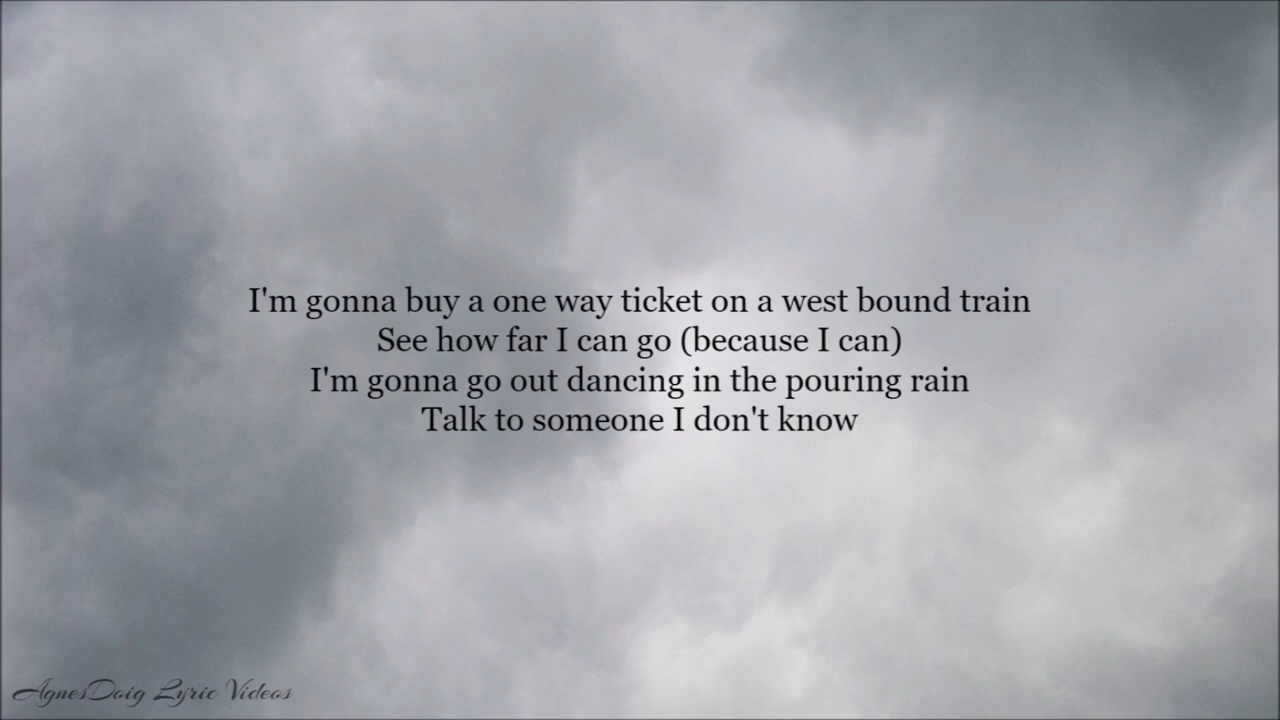 I'm gonna buy a one way ticket on a west bound train
See how far I can go (because I can)
I'm gonna go out dancing in the pouring rain
Talk to someone I don't know
AgnesDoig Lyric Videos